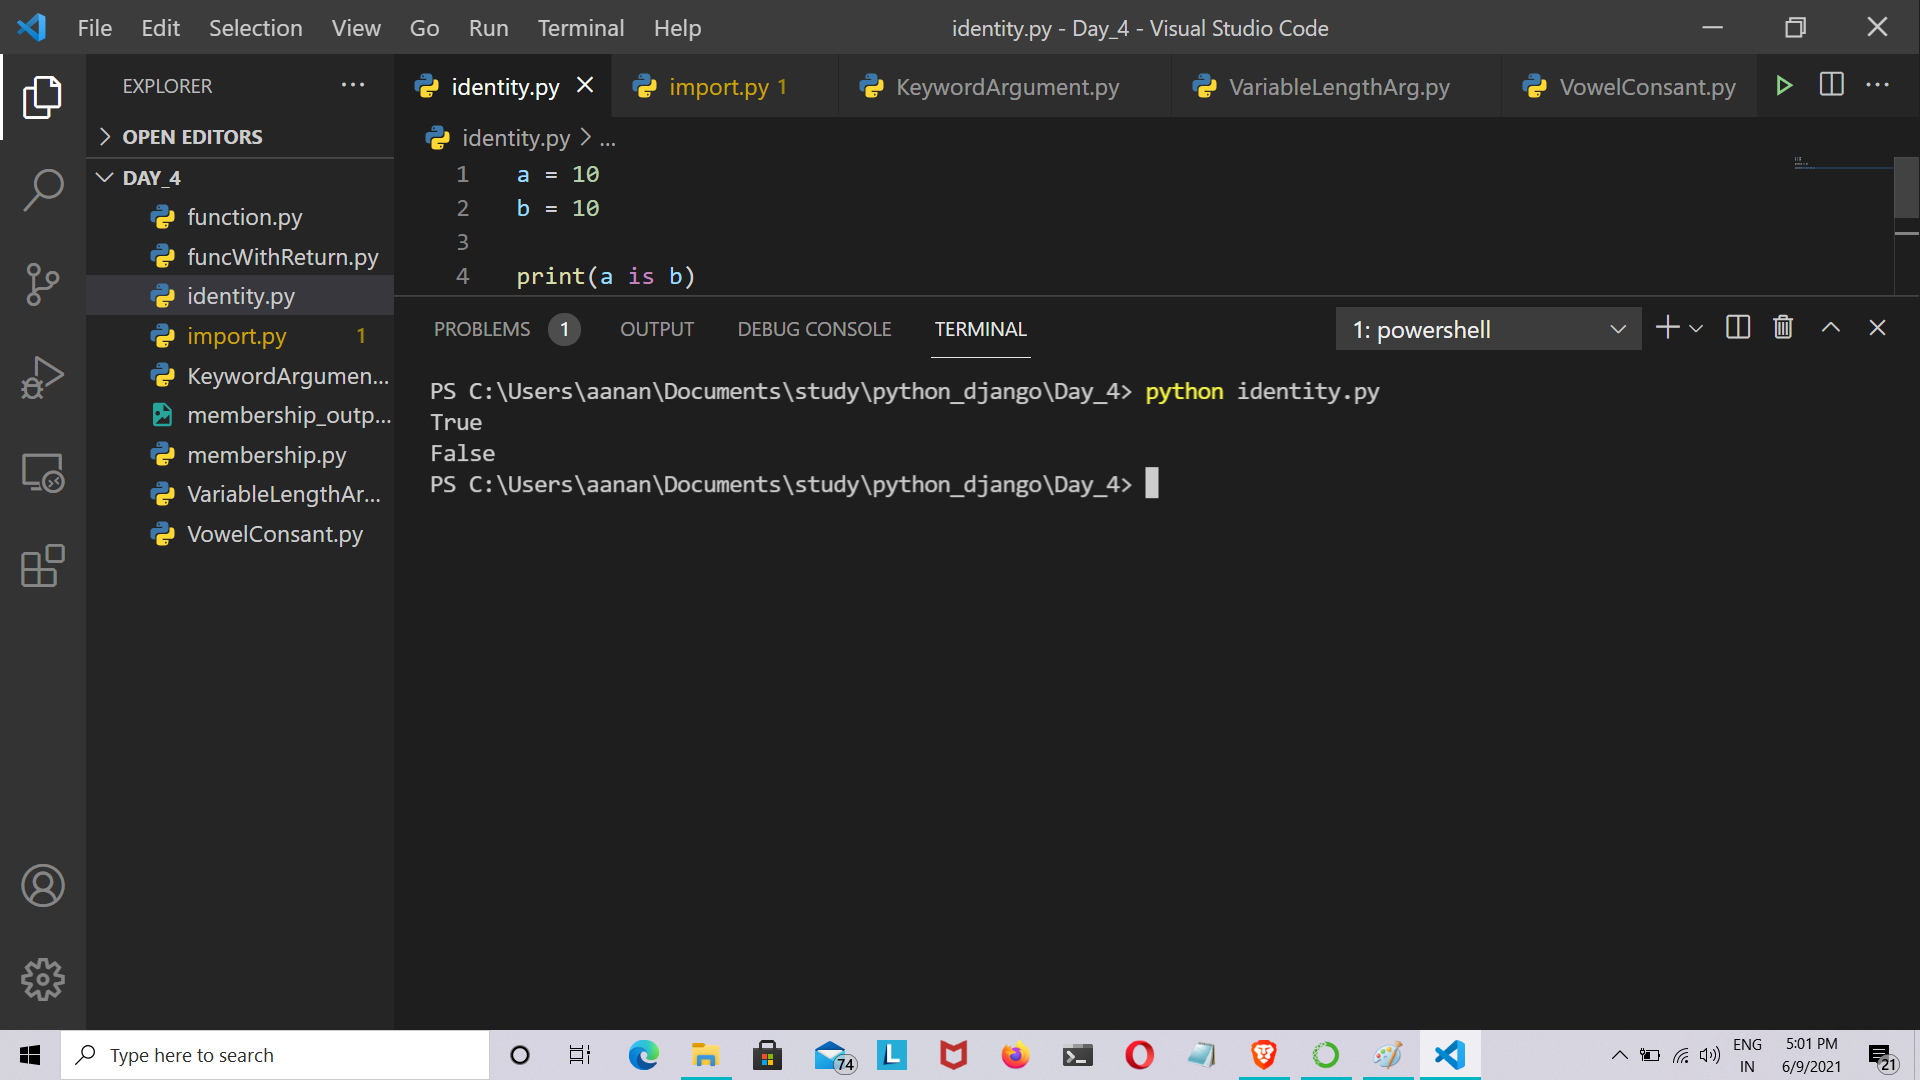 File Edit Selection View Go Run Terminal Help
identity.py - Day_4 - Visual Studio Code
EXPLORER
OPEN EDITORS
DAY_4
function.py
funcWithReturn.py
identity.py
import.py 1
KeywordArgumen...
membership_outp...
membership.py
VariableLengthAr...
VowelConsant.py
identity.py
import.py 1
KeywordArgument.py
VariableLengthArg.py
VowelConsant.py
identity.py > ...
1 a = 10
2 b = 10
3
4 print(a is b)
PROBLEMS 1 OUTPUT DEBUG CONSOLE TERMINAL
1: powershell
PS C:\Users\aanan\Documents\study\python_django\Day_4> python identity.py
True
False
PS C:\Users\aanan\Documents\study\python_django\Day_4>
Type here to search
74
L
ENG
IN
5:01 PM
6/9/2021
21